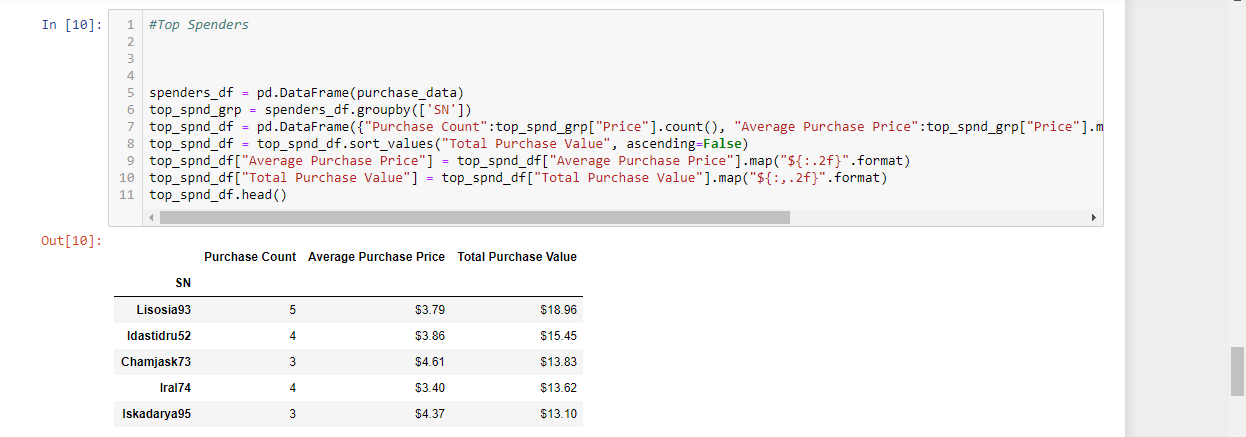 In [10]:
1 #Top Spenders
2
3
4
5 spenders_df = pd.DataFrame(purchase_data)
6 top_spnd_grp = spenders_df.groupby(['SN'])
7 top_spnd_df = pd.DataFrame({"Purchase Count":top_spnd_grp["Price"].count(), "Average Purchase Price":top_spnd_grp["Price"].m
8 top_spnd_df = top_spnd_df.sort_values("Total Purchase Value", ascending=False)
9 top_spnd_df["Average Purchase Price"] = top_spnd_df["Average Purchase Price"].map("${:.2f}".format)
10 top_spnd_df["Total Purchase Value"] = top_spnd_df["Total Purchase Value"].map("${:,.2f}".format)
11 top_spnd_df.head()
Out[10]:
Purchase Count Average Purchase Price Total Purchase Value
SN
Lisosia93 5 $3.79 $18.96
Idastidru52 4 $3.86 $15.45
Chamjask73 3 $4.61 $13.83
Iral74 4 $3.40 $13.62
Iskadarya95 3 $4.37 $13.10